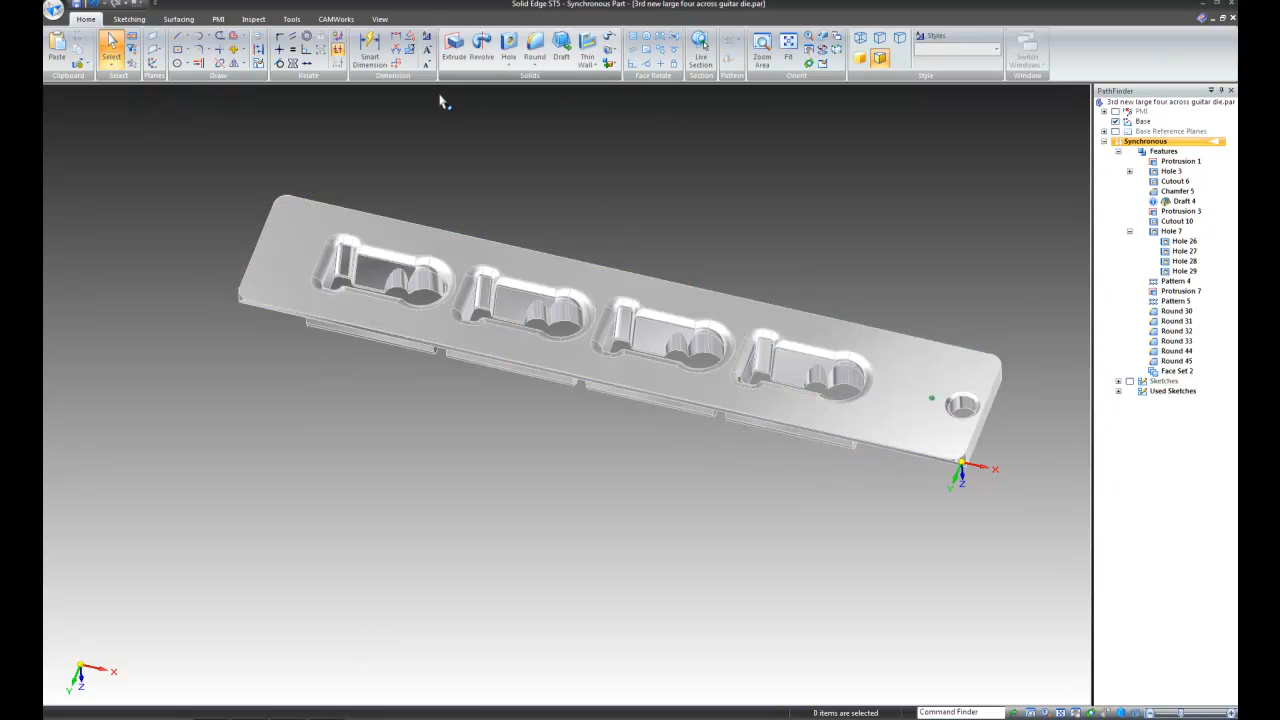 Solid Edge ST5 - Synchronous Part - [3rd new large four across guitar die.par]
Home
Sketching
Surfacing
PMI
Inspect
Tools
CAMWorks
View
Paste
Select
Smart Dimension
Extrude
Revolve
Hole
Round
Draft
Thin Wall
Live Section
Zoom Area
Fit
Styles
Switch Windows
Clipboard
Select
Planes
Draw
Relate
Dimension
Solids
Face Relate
Section
Pattern
Orient
Style
Window
PathFinder
3rd new large four across guitar die.par
PMI
Base
Base Reference Planes
Synchronous
Features
Protrusion 1
Hole 3
Cutout 6
Chamfer 5
Draft 4
Protrusion 3
Cutout 10
Hole 7
Hole 26
Hole 27
Hole 28
Hole 29
Pattern 4
Protrusion 7
Pattern 5
Round 30
Round 31
Round 32
Round 33
Round 44
Round 45
Face Set 2
Sketches
Used Sketches
X
Y
Z
X
Y
Z
0 items are selected
Command Finder